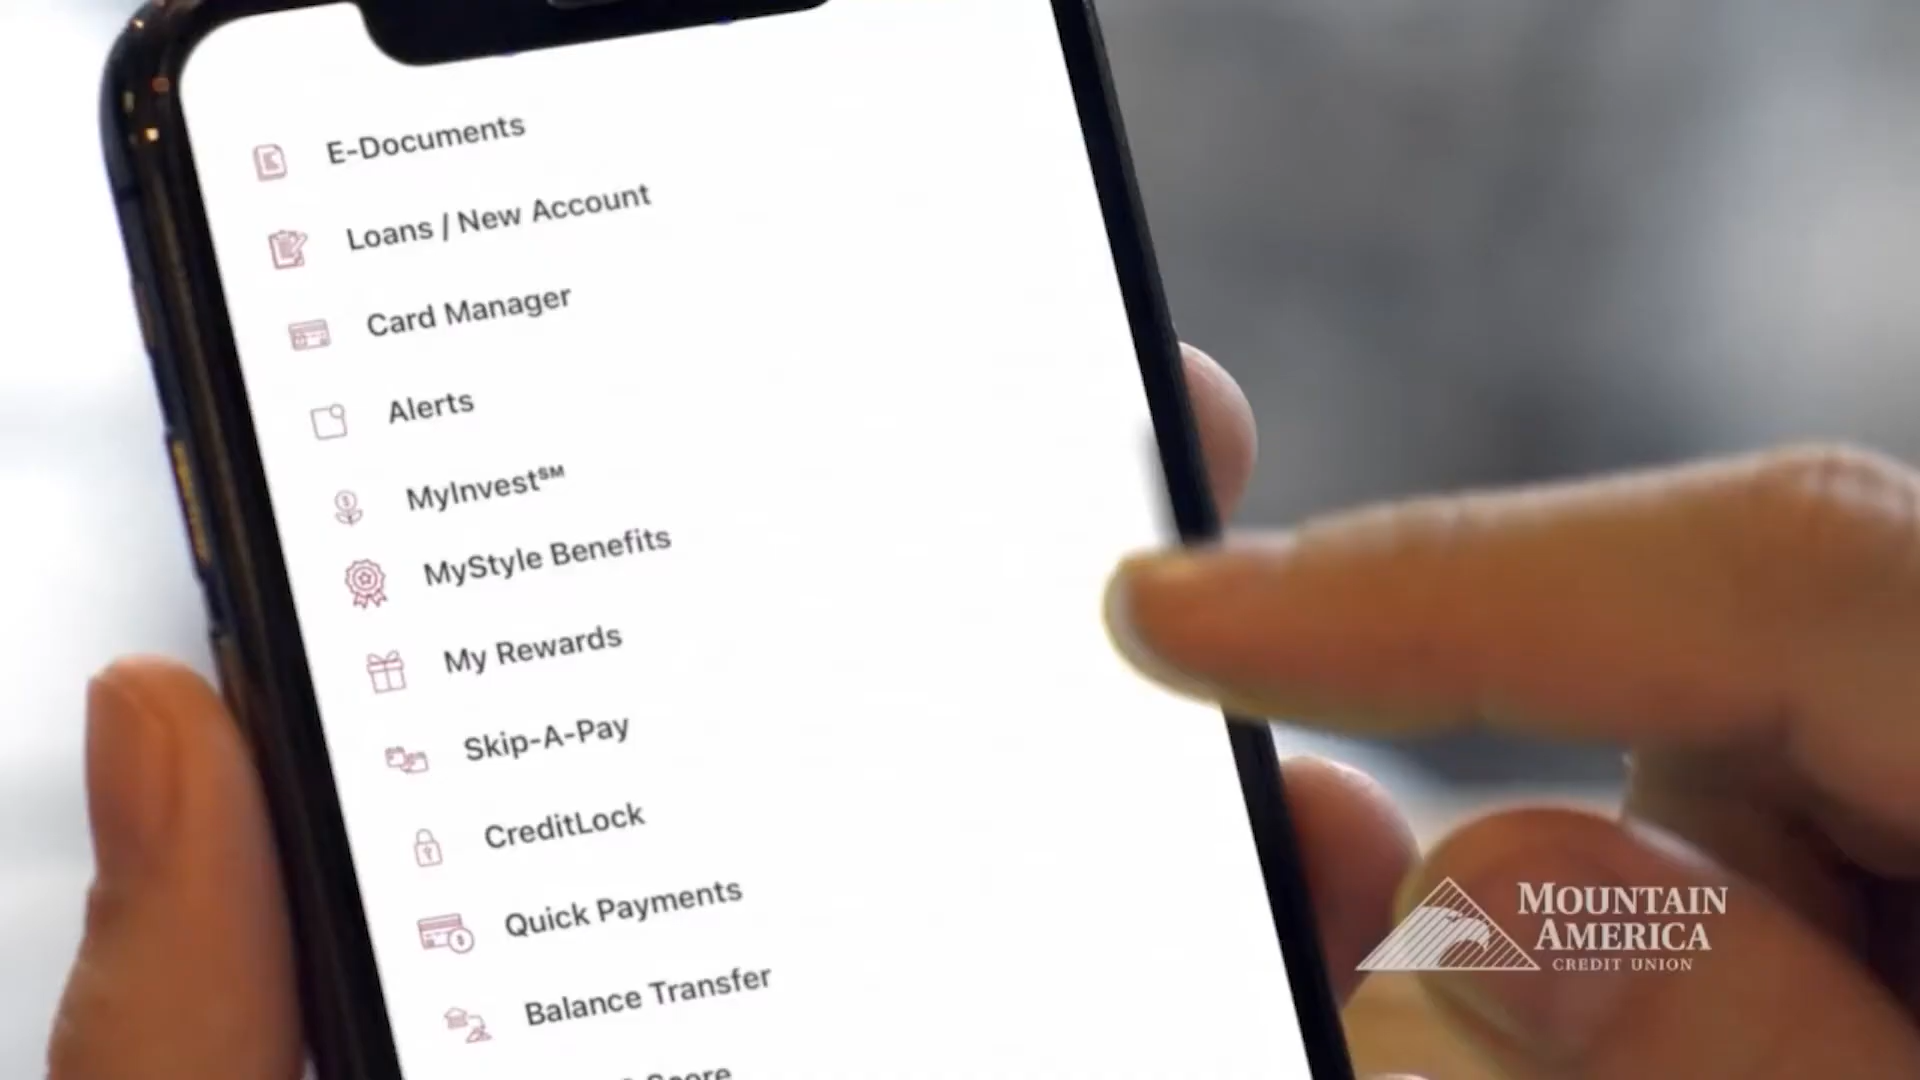 E-Documents
Loans / New Account
Card Manager
Alerts
MyInvest℠
MyStyle Benefits
My Rewards
Skip-A-Pay
CreditLock
Quick Payments
Balance Transfer
Score
MOUNTAIN
AMERICA
CREDIT UNION